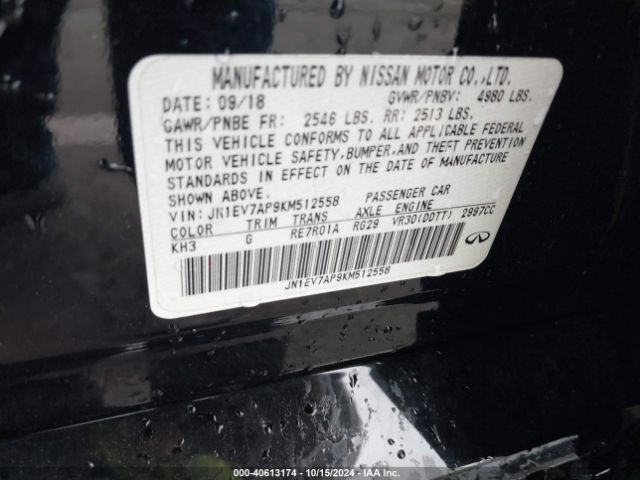 MANUFACTURED BY NISSAN MOTOR CO.,LTD.
DATE: 09/18 GVWR/PNBV: 4980 LBS.
GAWR/PNBE FR: 2546 LBS. RR: 2513 LBS.
THIS VEHICLE CONFORMS TO ALL APPLICABLE FEDERAL
MOTOR VEHICLE SAFETY,BUMPER,AND THEFT PREVENTION
STANDARDS IN EFFECT ON THE DATE OF MANUFACTURE
SHOWN ABOVE.
VIN: JN1EV7AP9KM512558 PASSENGER CAR
COLOR TRIM TRANS AXLE ENGINE
KH3 G RE7R01A RG29 VR30(DDTT) 2997CC
JN1EV7AP9KM512558
000-40613174 - 10/15/2024 - IAA Inc.